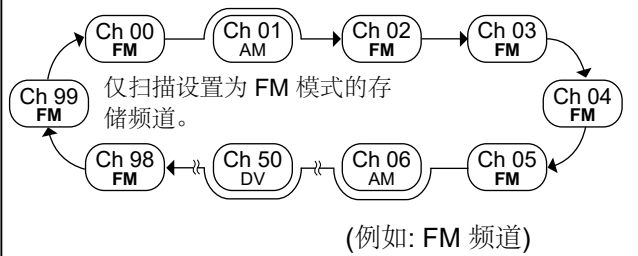 Ch 00
FM
Ch 01
AM
Ch 02
FM
Ch 03
FM
Ch 99
FM
仅扫描设置为 FM 模式的存
储频道。
Ch 04
FM
Ch 98
FM
Ch 50
DV
Ch 06
AM
Ch 05
FM
(例如: FM 频道)